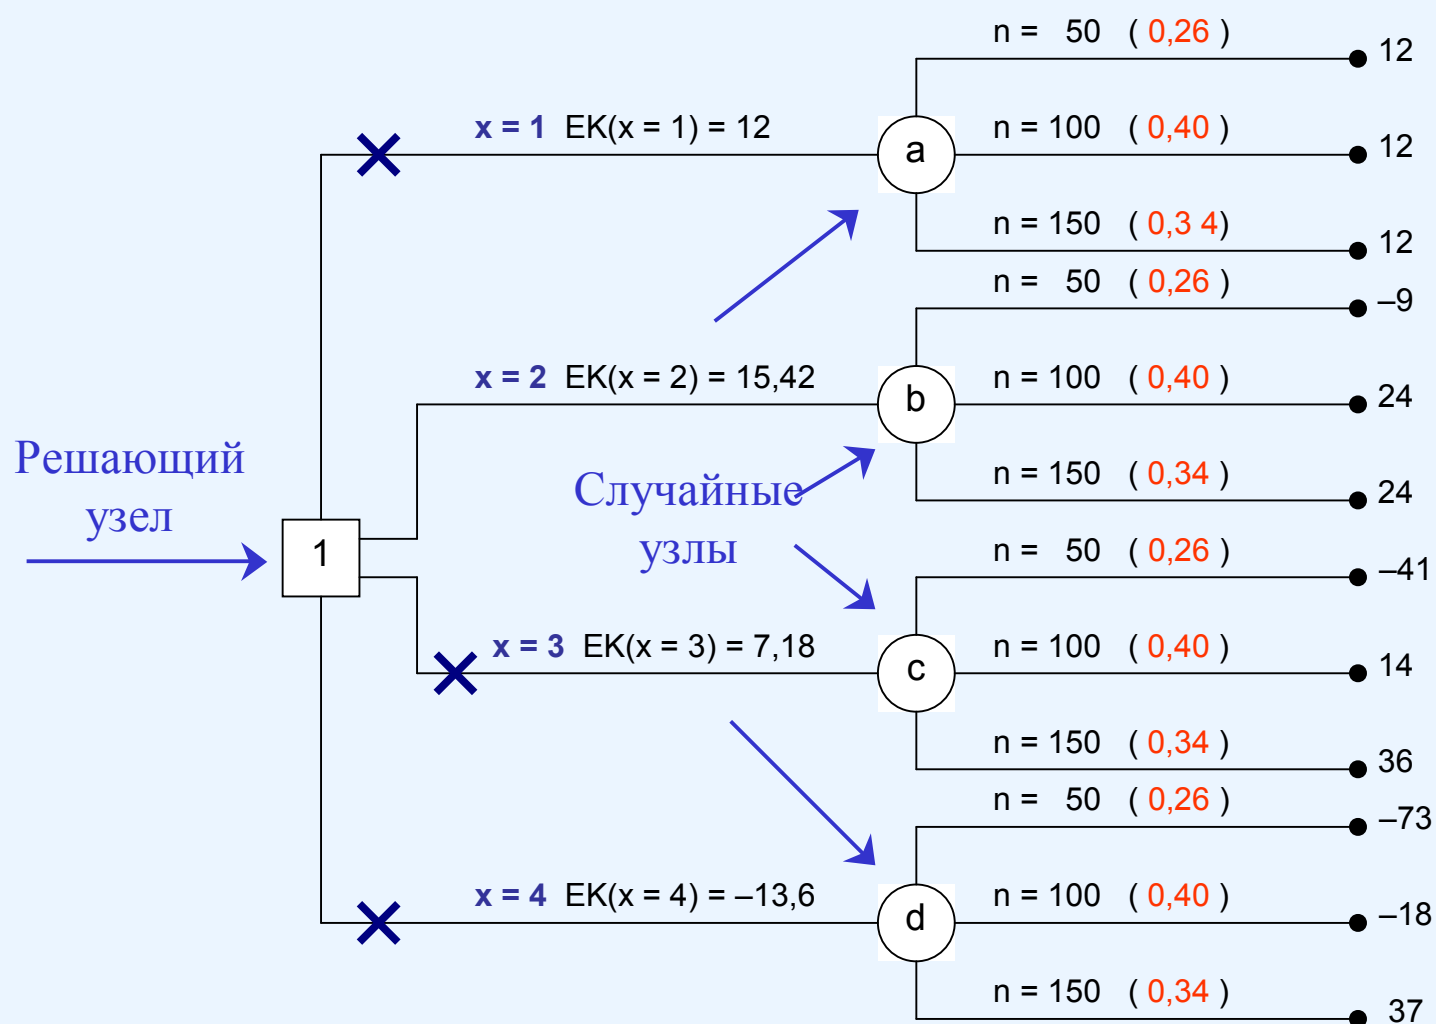 n = 50 ( 0,26 )
12
x = 1 EK(x = 1) = 12
a
n = 100 ( 0,40 )
12
n = 150 ( 0,3 4)
12
n = 50 ( 0,26 )
–9
x = 2 EK(x = 2) = 15,42
b
n = 100 ( 0,40 )
24
n = 150 ( 0,34 )
24
Решающий
узел
Случайные
узлы
1
n = 50 ( 0,26 )
–41
x = 3 EK(x = 3) = 7,18
c
n = 100 ( 0,40 )
14
n = 150 ( 0,34 )
36
n = 50 ( 0,26 )
–73
x = 4 EK(x = 4) = –13,6
d
n = 100 ( 0,40 )
–18
n = 150 ( 0,34 )
37